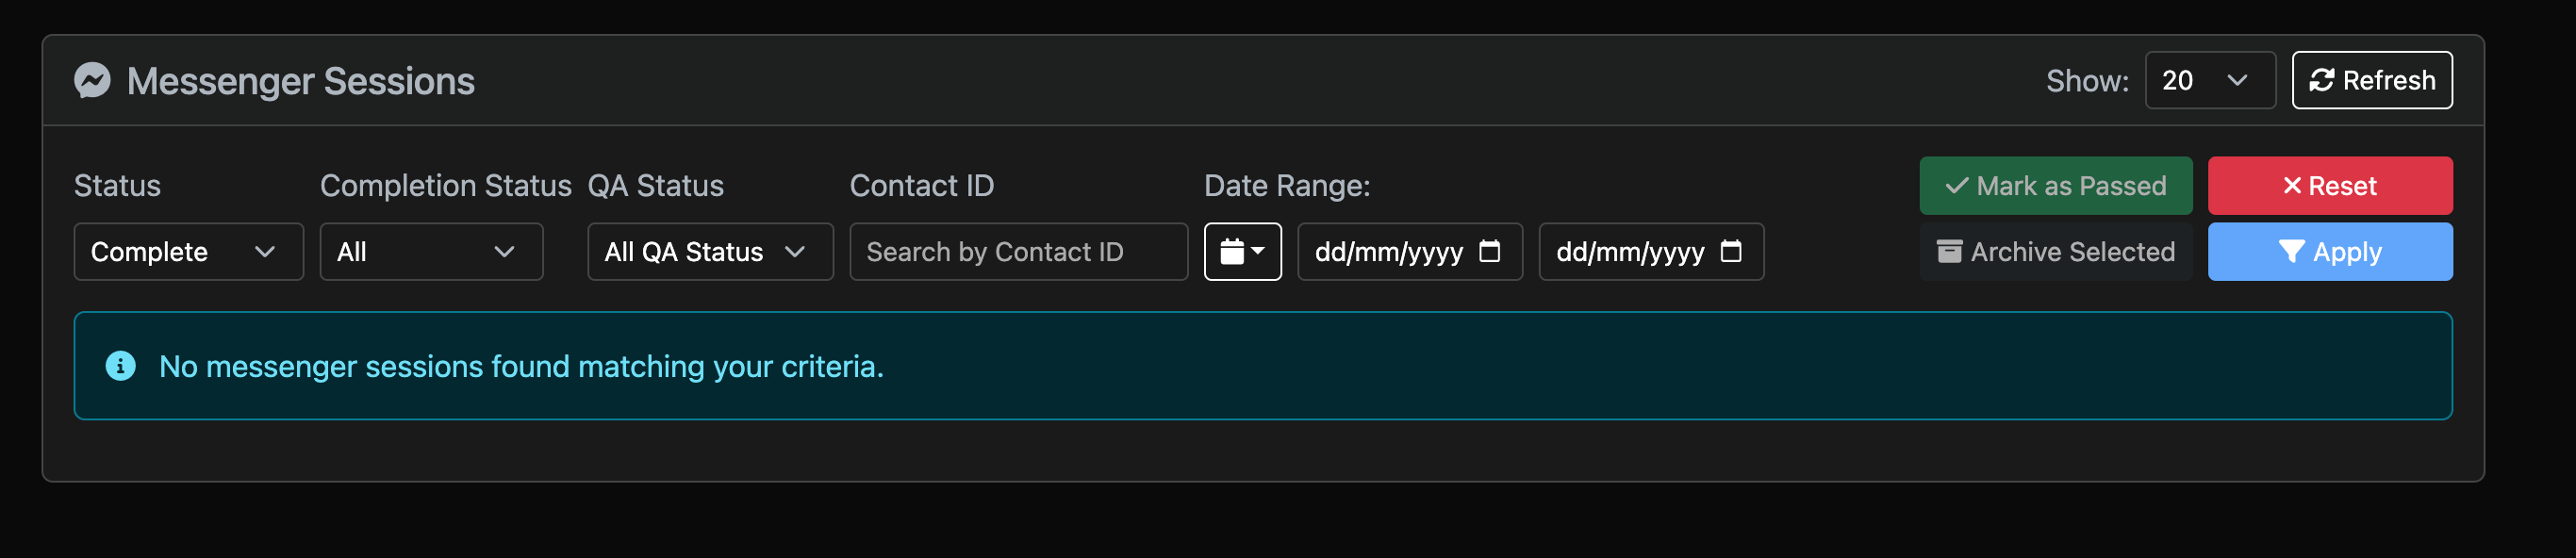 Messenger Sessions
Show: 20 Refresh
Status Completion Status QA Status Contact ID Date Range: Mark as Passed Reset
Complete All All QA Status Search by Contact ID dd/mm/yyyy dd/mm/yyyy Archive Selected Apply
No messenger sessions found matching your criteria.